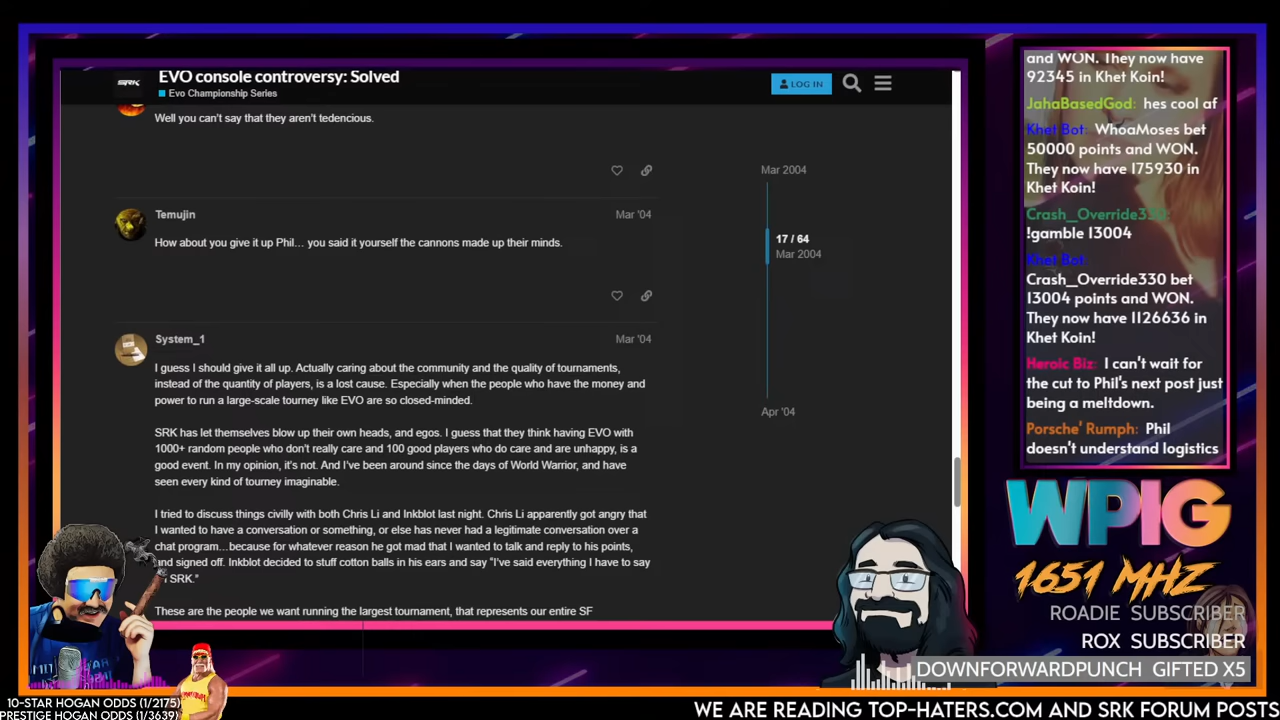 SRK
EVO console controversy: Solved
Evo Championship Series
LOG IN
Well you can't say that they aren't tedencious.
Temujin
Mar '04
How about you give it up Phil… you said it yourself the cannons made up their minds.
System_1
Mar '04
I guess I should give it all up. Actually caring about the community and the quality of tournaments,
instead of the quantity of players, is a lost cause. Especially when the people who have the money and
power to run a large-scale tourney like EVO are so closed-minded.
SRK has let themselves blow up their own heads, and egos. I guess that they think having EVO with
1000+ random people who don't really care and 100 good players who do care and are unhappy, is a
good event. In my opinion, it's not. And I've been around since the days of World Warrior, and have
seen every kind of tourney imaginable.
I tried to discuss things civilly with both Chris Li and Inkblot last night. Chris Li apparently got angry that
I wanted to have a conversation or something, or else has never had a legitimate conversation over a
chat program…because for whatever reason he got mad that I wanted to talk and reply to his points,
and signed off. Inkblot decided to stuff cotton balls in his ears and say "I've said everything I have to say
SRK."
These are the people we want running the largest tournament, that represents our entire SF
Mar 2004
17 / 64
Mar 2004
Apr '04
and WON. They now have
92345 in Khet Koin!
JahaBasedGod: hes cool af
Khet Bot: WhoaMoses bet
50000 points and WON.
They now have 175930 in
Khet Koin!
Crash_Override330:
!gamble 13004
Khet Bot:
Crash_Override330 bet
13004 points and WON.
They now have 1126636 in
Khet Koin!
Heroic Biz: I can't wait for
the cut to Phil's next post just
being a meltdown.
Porsche' Rumph: Phil
doesn't understand logistics
WPIG
1651 MHZ
ROADIE SUBSCRIBER
ROX SUBSCRIBER
DOWNFORWARDPUNCH GIFTED X5
10-STAR HOGAN ODDS (1/2175)
PRESTIGE HOGAN ODDS (1/3639)
WE ARE READING TOP-HATERS.COM AND SRK FORUM POSTS